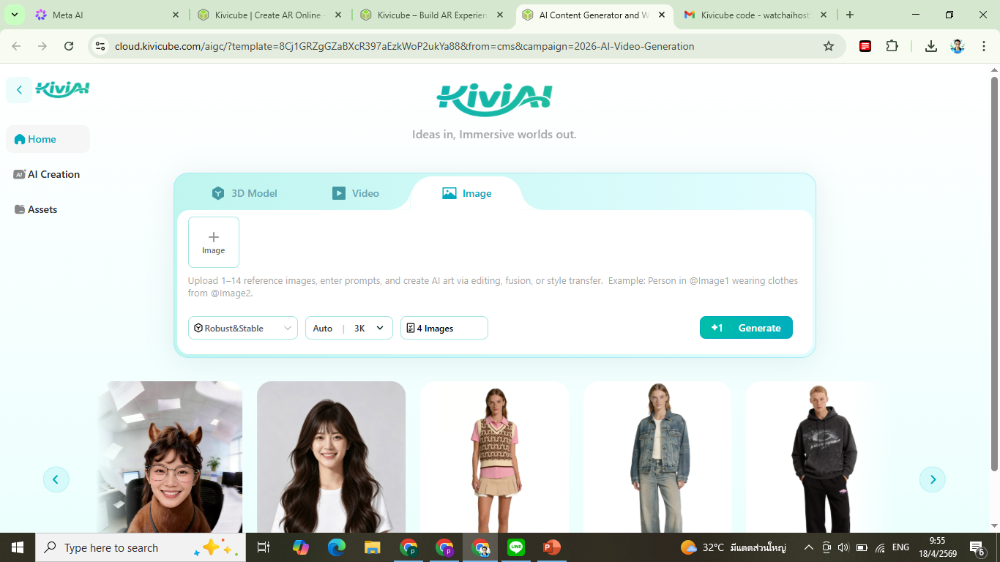 Meta AI
Kivicube | Create AR Online -
Kivicube – Build AR Experien
AI Content Generator and W
Kivicube code - watchaihost
cloud.kivicube.com/aigc/?template=8Cj1GRZgGZaBXcR397aEzkWoP2ukYa88&from=cms&campaign=2026-AI-Video-Generation
KiviAI
KiviAI
Ideas in, Immersive worlds out.
Home
AI Creation
Assets
3D Model
Video
Image
Image
Upload 1–14 reference images, enter prompts, and create AI art via editing, fusion, or style transfer.  Example: Person in @Image1 wearing clothes
from @Image2.
Robust&Stable
Auto | 3K
4 Images
1 Generate
Type here to search
32°C มีแดดส่วนใหญ่
ENG
9:55
18/4/2569
6